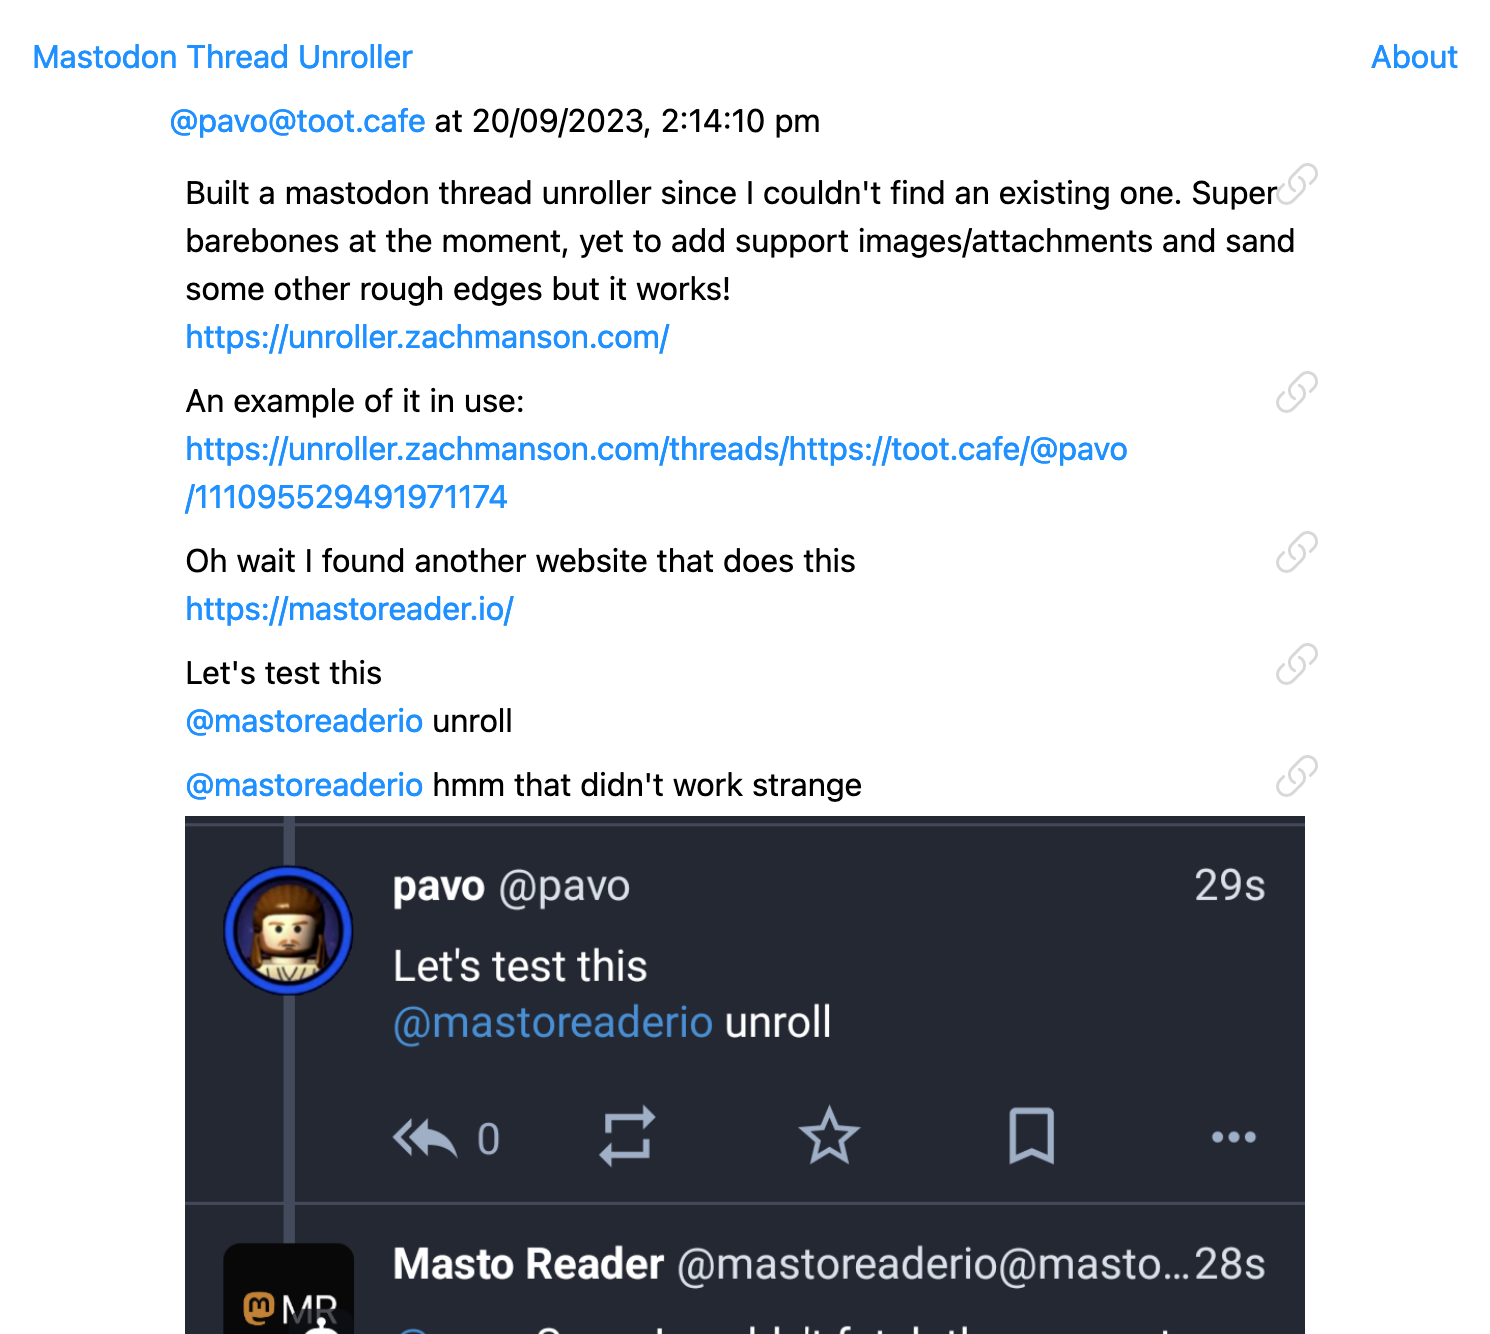 Mastodon Thread Unroller
About
@pavo@toot.cafe at 20/09/2023, 2:14:10 pm
Built a mastodon thread unroller since I couldn't find an existing one. Super
barebones at the moment, yet to add support images/attachments and sand
some other rough edges but it works!
https://unroller.zachmanson.com/
An example of it in use:
https://unroller.zachmanson.com/threads/https://toot.cafe/@pavo
/111095529491971174
Oh wait I found another website that does this
https://mastoreader.io/
Let's test this
@mastoreaderio unroll
@mastoreaderio hmm that didn't work strange
pavo @pavo
29s
Let's test this
@mastoreaderio unroll
0
Masto Reader @mastoreaderio@masto...
28s
MR